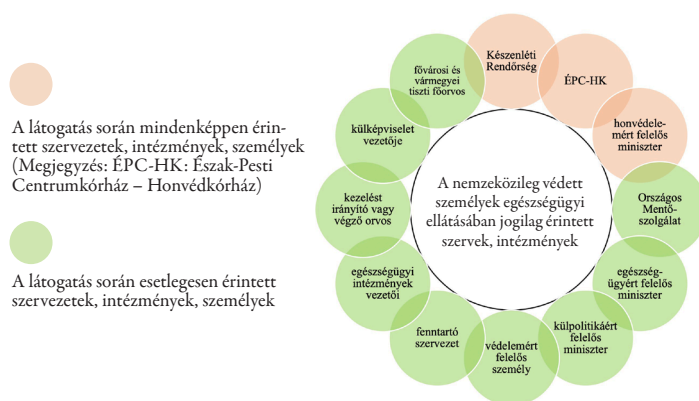 A látogatás során mindenképpen érin-
tett szervezetek, intézmények, személyek
(Megjegyzés: ÉPC-HK: Észak-Pesti
Centrumkórház – Honvédkórház)
A látogatás során esetlegesen érintett
szervezetek, intézmények, személyek
Készenléti
Rendőrség
ÉPC-HK
honvédele-
mért felelős
miniszter
Országos
Mentő-
szolgálat
egészség-
ügyért felelős
miniszter
külpolitikáért
felelős
miniszter
védelemért
felelős
személy
fenntartó
szervezet
egészségügyi
intézmények
vezetői
kezelést
irányító vagy
végző orvos
külképviselet
vezetője
fővárosi és
vármegyei
tiszti főorvos
A nemzeközileg védett
személyek egészségügyi
ellátásában jogilag érintett
szervek, intézmények